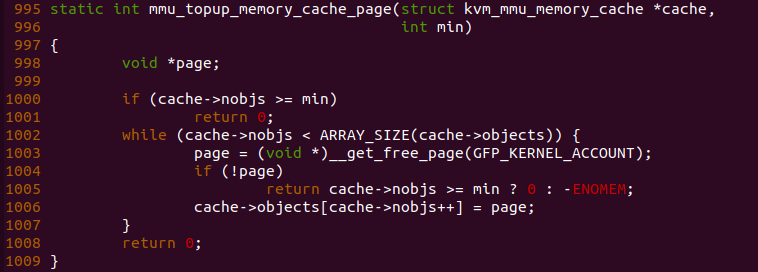 995 static int mmu_topup_memory_cache_page(struct kvm_mmu_memory_cache *cache,
996                                        int min)
997 {
998         void *page;
999
1000         if (cache->nobjs >= min)
1001                 return 0;
1002         while (cache->nobjs < ARRAY_SIZE(cache->objects)) {
1003                 page = (void *)__get_free_page(GFP_KERNEL_ACCOUNT);
1004                 if (!page)
1005                         return cache->nobjs >= min ? 0 : -ENOMEM;
1006                 cache->objects[cache->nobjs++] = page;
1007         }
1008         return 0;
1009 }